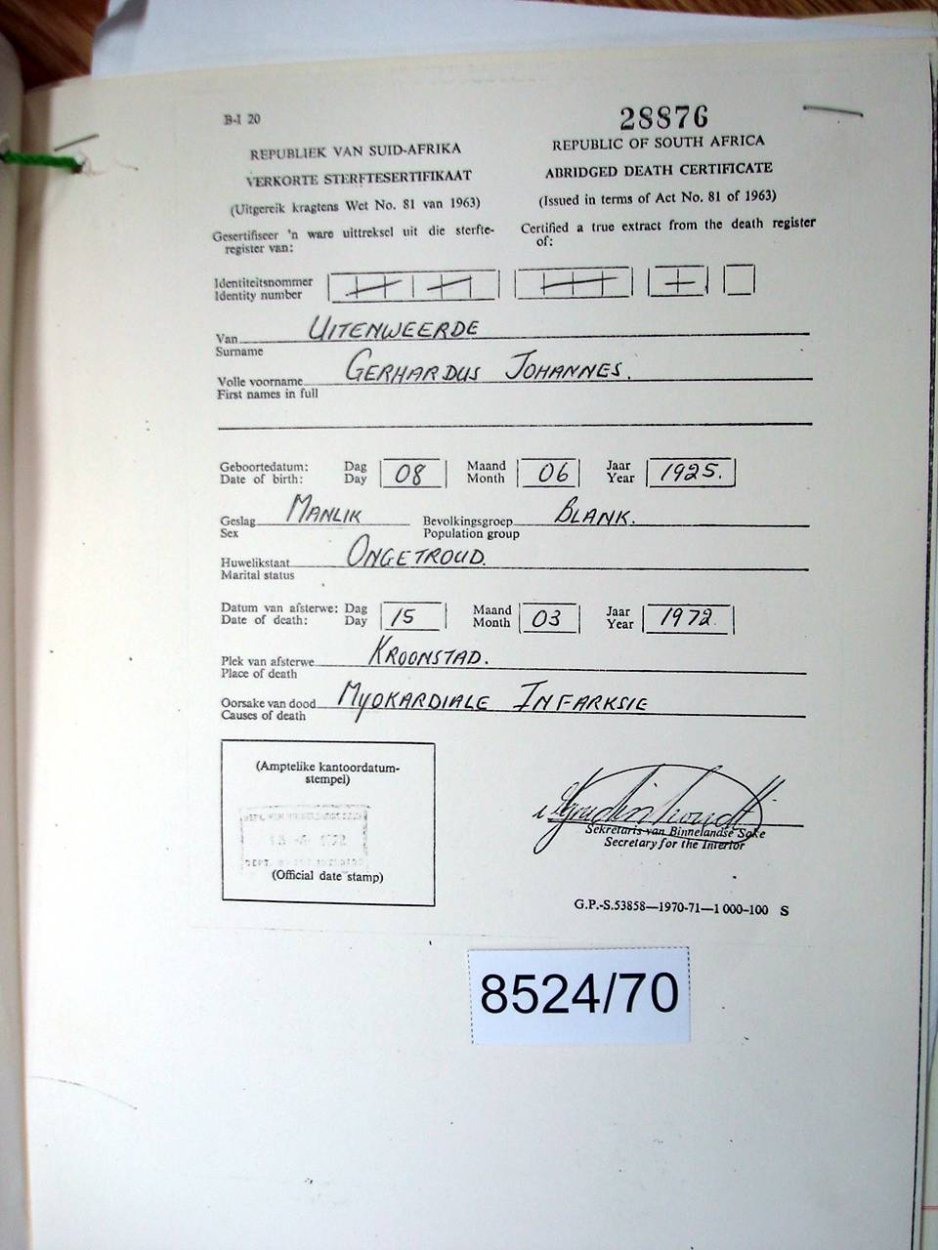 B-I 20
28876
REPUBLIEK VAN SUID-AFRIKA
VERKORTE STERFTESERTIFIKAAT
(Uitgereik kragtens Wet No. 81 van 1963)
Gesertifiseer 'n ware uittreksel uit die sterfte-
register van:
REPUBLIC OF SOUTH AFRICA
ABRIDGED DEATH CERTIFICATE
(Issued in terms of Act No. 81 of 1963)
Certified a true extract from the death register
of:
Identiteitsnommer
Identity number
Van UITENWEERDE
Surname
Volle voorname GERHARDUS JOHANNES.
First names in full
Geboortedatum: Dag 08 Maand 06 Jaar 1925.
Date of birth: Day Month Year
Geslag MANLIK Bevolkingsgroep BLANK.
Sex Population group
Huwelikstaat ONGETROUD.
Marital status
Datum van afsterwe: Dag 15 Maand 03 Jaar 1972.
Date of death: Day Month Year
Plek van afsterwe KROONSTAD.
Place of death
Oorsake van dood MYOKARDIALE INFARKSIE
Causes of death
(Amptelike kantoordatum-
stempel)
DEPT.
(Official date stamp)
Sekretaris van Binnelandse Sake
Secretary for the Interior
G.P.-S.53858—1970-71—1 000-100 S
8524/70